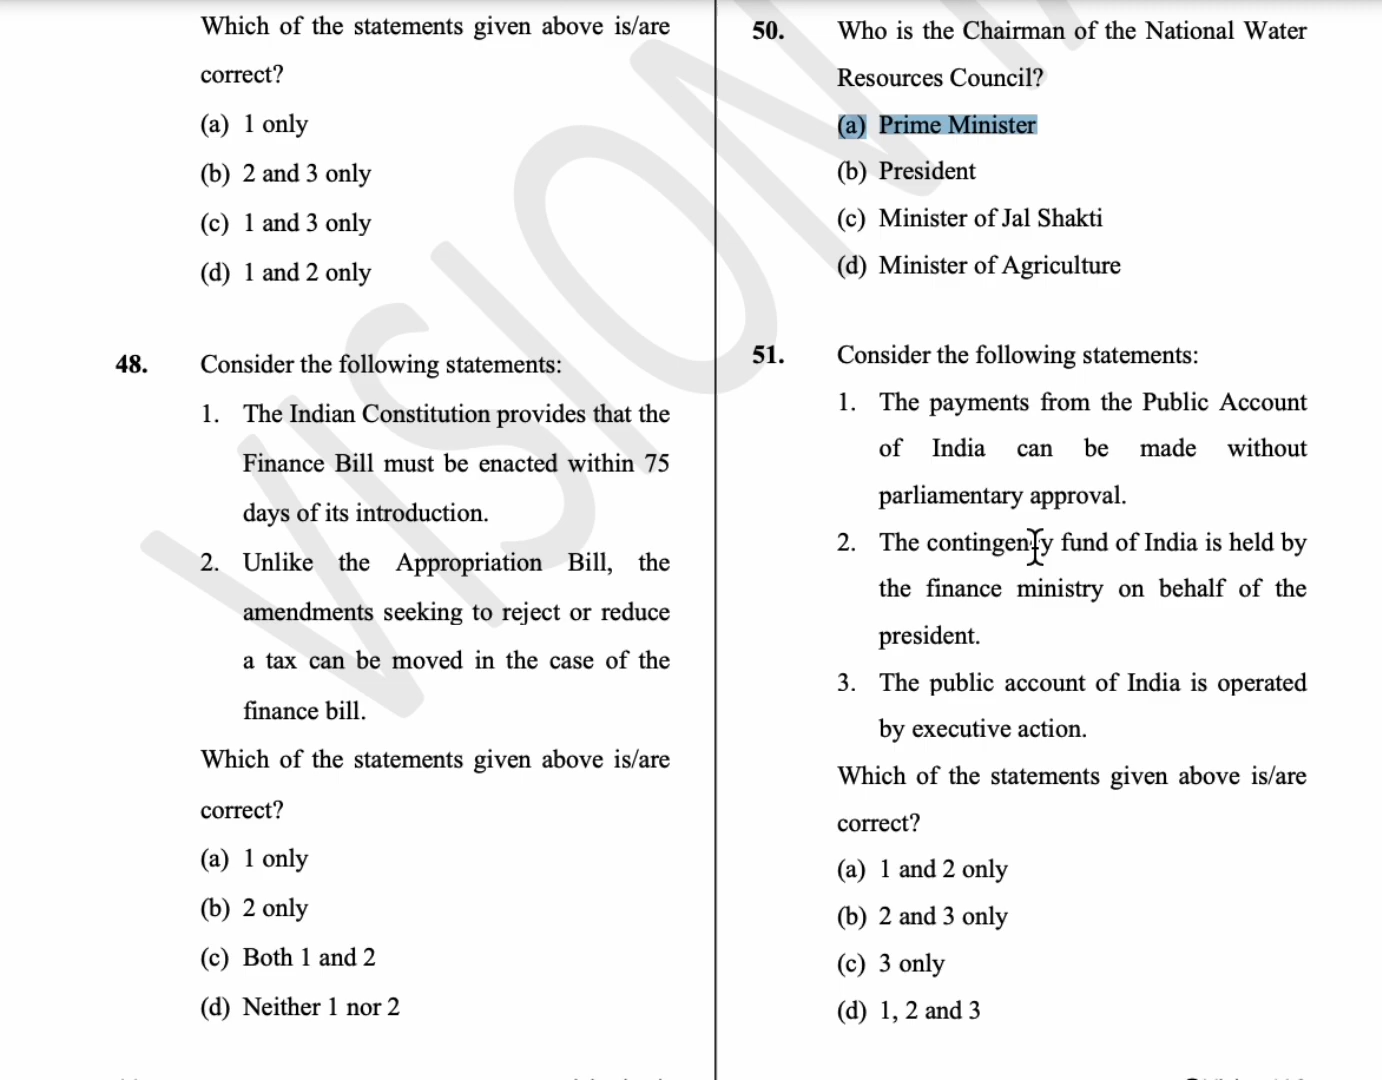 Which of the statements given above is/are
correct?
(a) 1 only
(b) 2 and 3 only
(c) 1 and 3 only
(d) 1 and 2 only
48. Consider the following statements:
1. The Indian Constitution provides that the
Finance Bill must be enacted within 75
days of its introduction.
2. Unlike the Appropriation Bill, the
amendments seeking to reject or reduce
a tax can be moved in the case of the
finance bill.
Which of the statements given above is/are
correct?
(a) 1 only
(b) 2 only
(c) Both 1 and 2
(d) Neither 1 nor 2
50. Who is the Chairman of the National Water
Resources Council?
(a) Prime Minister
(b) President
(c) Minister of Jal Shakti
(d) Minister of Agriculture
51. Consider the following statements:
1. The payments from the Public Account
of India can be made without
parliamentary approval.
2. The contingency fund of India is held by
the finance ministry on behalf of the
president.
3. The public account of India is operated
by executive action.
Which of the statements given above is/are
correct?
(a) 1 and 2 only
(b) 2 and 3 only
(c) 3 only
(d) 1, 2 and 3
VISION